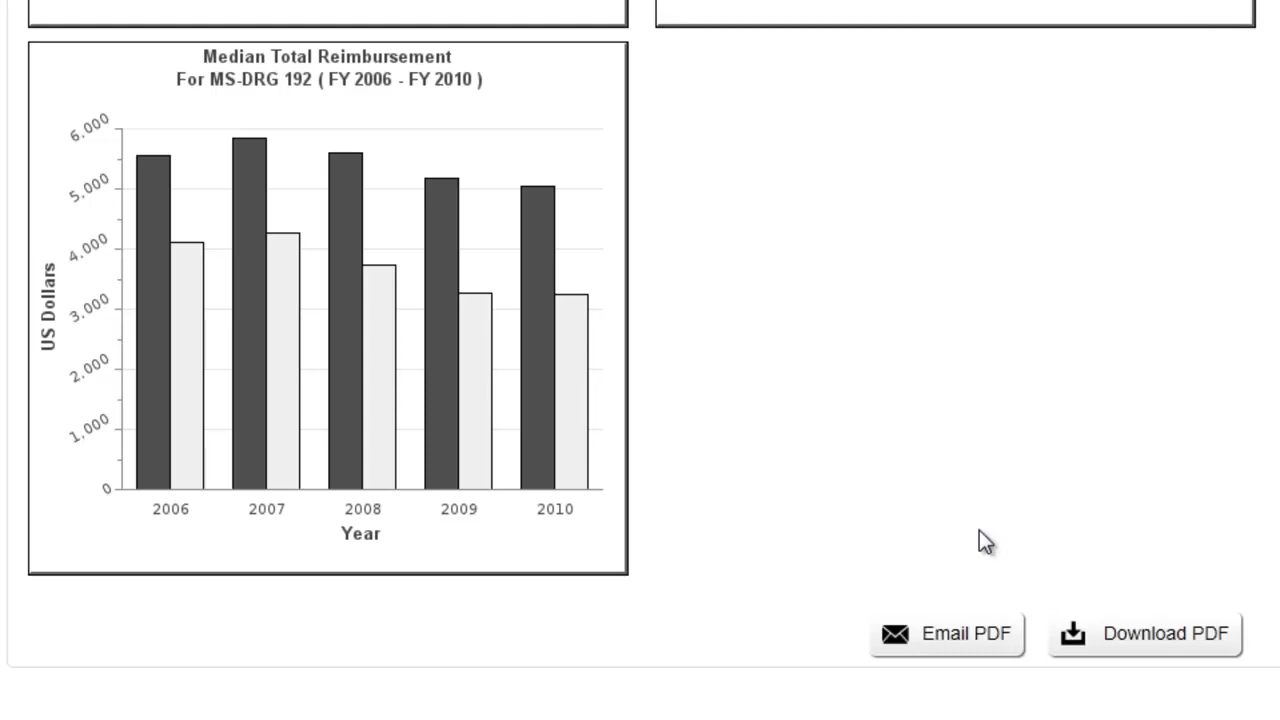 Median Total Reimbursement
For MS-DRG 192 ( FY 2006 - FY 2010 )
6,000
5,000
4,000
3,000
2,000
1,000
0
US Dollars
2006 2007 2008 2009 2010
Year
Email PDF Download PDF